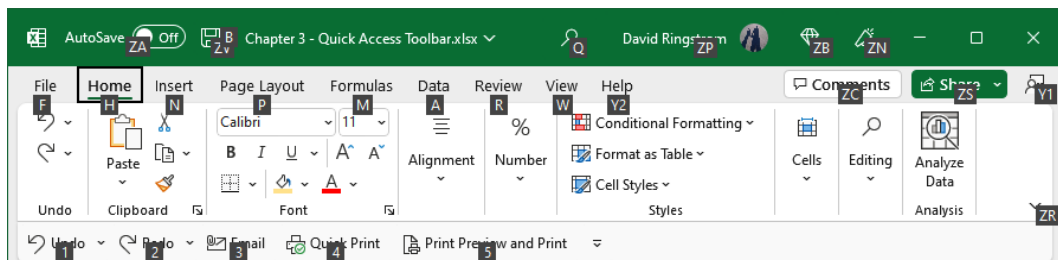 AutoSave Off Chapter 3 - Quick Access Toolbar.xlsx David Ringstrom
ZA B Q ZP ZB ZN
File Home Insert Page Layout Formulas Data Review View Help Comments Share
F H N P M A R W Y2 ZC ZS Y1
Calibri 11 % Conditional Formatting
Paste B I U A A Alignment Number Format as Table Cells Editing Analyze Data
A Cell Styles
Undo Clipboard Font Styles Analysis ZR
Undo Redo Email Quick Print Print Preview and Print
1 2 3 4 5